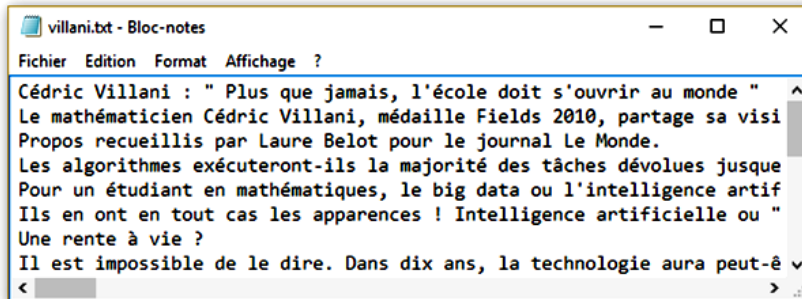 villani.txt - Bloc-notes
Fichier Edition Format Affichage ?
Cédric Villani : " Plus que jamais, l'école doit s'ouvrir au monde "
Le mathématicien Cédric Villani, médaille Fields 2010, partage sa visi
Propos recueillis par Laure Belot pour le journal Le Monde.
Les algorithmes exécuteront-ils la majorité des tâches dévolues jusque
Pour un étudiant en mathématiques, le big data ou l'intelligence artif
Ils en ont en tout cas les apparences ! Intelligence artificielle ou "
Une rente à vie ?
Il est impossible de le dire. Dans dix ans, la technologie aura peut-ê